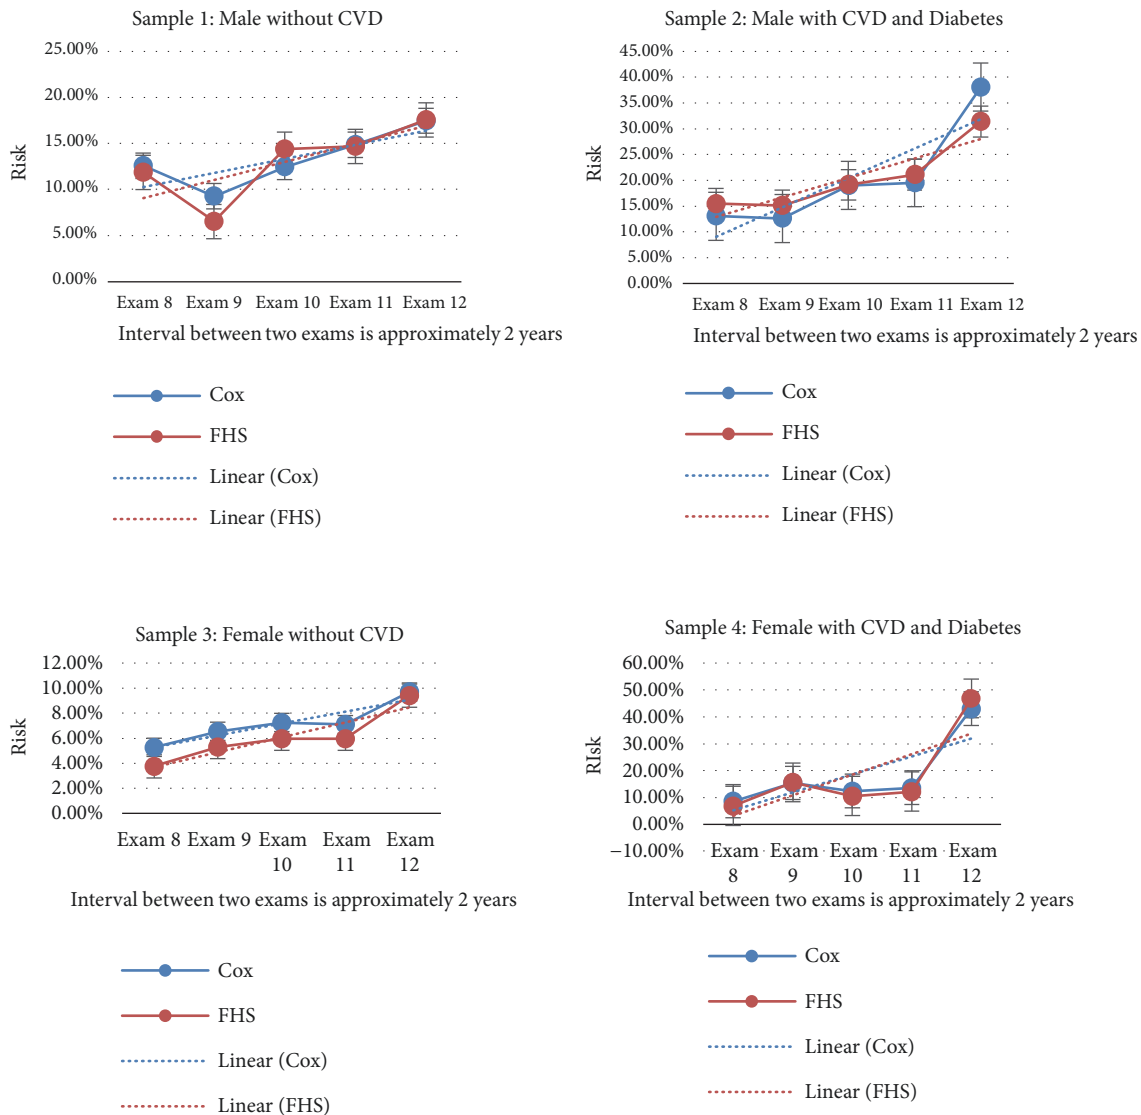 Sample 1: Male without CVD
25.00%
20.00%
15.00%
10.00%
5.00%
0.00%
Risk
Exam 8 Exam 9 Exam 10 Exam 11 Exam 12
Interval between two exams is approximately 2 years
Cox
FHS
Linear (Cox)
Linear (FHS)
Sample 2: Male with CVD and Diabetes
45.00%
40.00%
35.00%
30.00%
25.00%
20.00%
15.00%
10.00%
5.00%
0.00%
Risk
Exam 8 Exam 9 Exam 10 Exam 11 Exam 12
Interval between two exams is approximately 2 years
Cox
FHS
Linear (Cox)
Linear (FHS)
Sample 3: Female without CVD
12.00%
10.00%
8.00%
6.00%
4.00%
2.00%
0.00%
Risk
Exam 8 Exam 9 Exam Exam Exam
10 11 12
Interval between two exams is approximately 2 years
Cox
FHS
Linear (Cox)
Linear (FHS)
Sample 4: Female with CVD and Diabetes
60.00%
50.00%
40.00%
30.00%
20.00%
10.00%
0.00%
−10.00%
RIsk
Exam Exam Exam Exam Exam
8 9 10 11 12
Interval between two exams is approximately 2 years
Cox
FHS
Linear (Cox)
Linear (FHS)